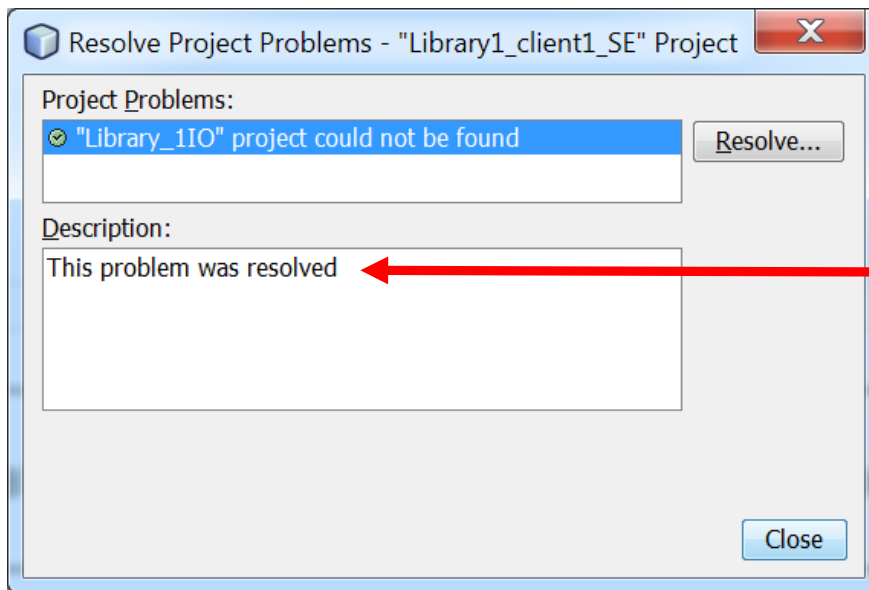 Resolve Project Problems - "Library1_client1_SE" Project
Project Problems:
"Library_1IO" project could not be found
Resolve...
Description:
This problem was resolved
Close